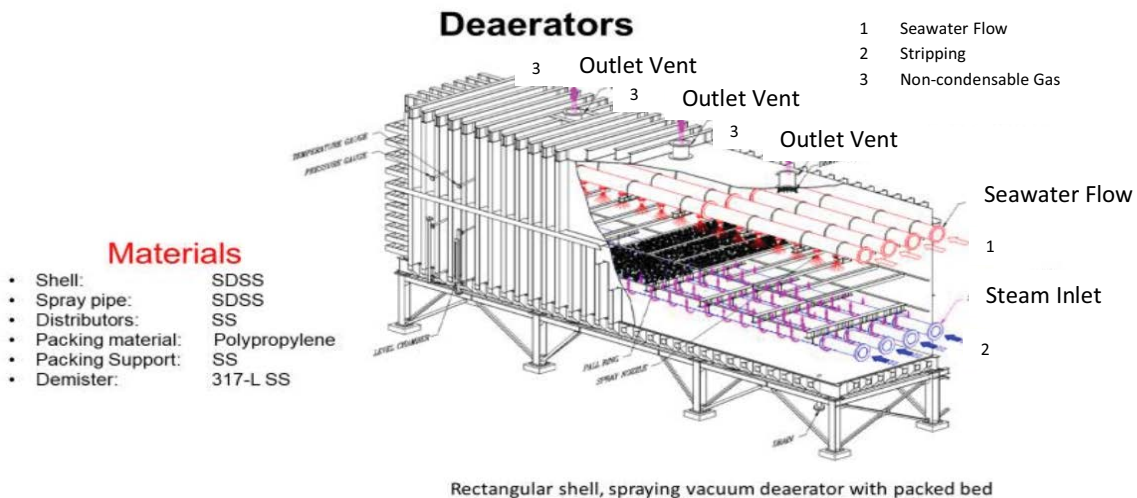 Deaerators
1 Seawater Flow
2 Stripping
3 Non-condensable Gas
3 Outlet Vent
3 Outlet Vent
3 Outlet Vent
TEMPERATURE GAUGE
PRESSURE GAUGE
Seawater Flow
1
Materials
• Shell: SDSS
• Spray pipe: SDSS
• Distributors: SS
• Packing material: Polypropylene
• Packing Support: SS
• Demister: 317-L SS
Steam Inlet
2
LEVEL CHAMBER
PALL RING
SPRAY NOZZLE
DRAIN
Rectangular shell, spraying vacuum deaerator with packed bed